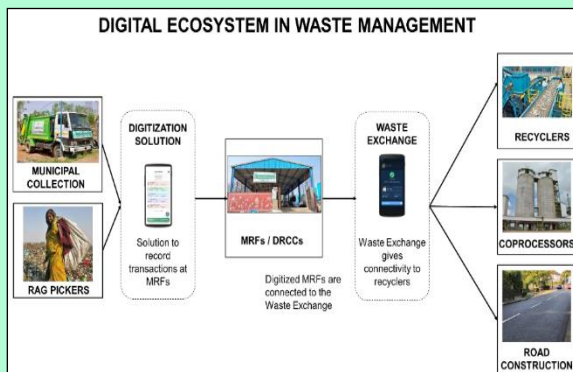 DIGITAL ECOSYSTEM IN WASTE MANAGEMENT
MUNICIPAL
COLLECTION
RAG PICKERS
DIGITIZATION
SOLUTION
Solution to
record
transactions at
MRFs
MRFs / DRCCs
Digitized MRFs are
connected to the
Waste Exchange
WASTE
EXCHANGE
Waste Exchange
gives
connectivity to
recyclers
RECYCLERS
COPROCESSORS
ROAD
CONSTRUCTION